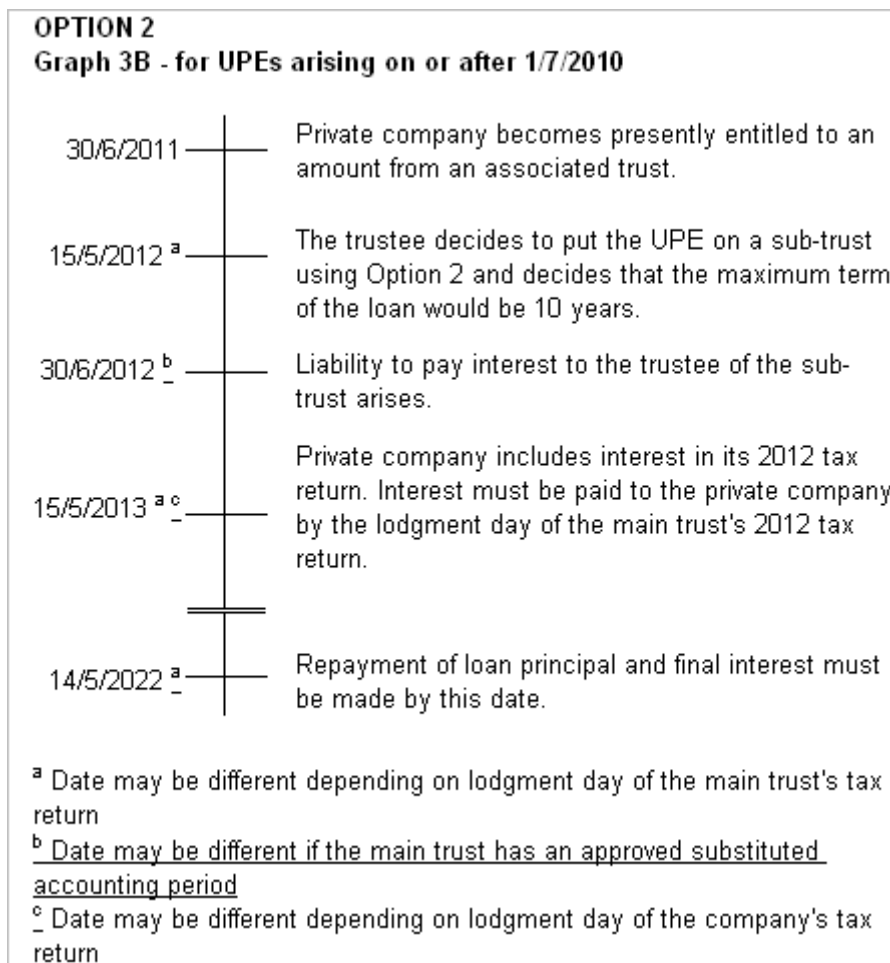 OPTION 2
Graph 3B - for UPEs arising on or after 1/7/2010
30/6/2011
Private company becomes presently entitled to an
amount from an associated trust.
15/5/2012 a
The trustee decides to put the UPE on a sub-trust
using Option 2 and decides that the maximum term
of the loan would be 10 years.
30/6/2012 b
Liability to pay interest to the trustee of the sub-
trust arises.
15/5/2013 a c
Private company includes interest in its 2012 tax
return. Interest must be paid to the private company
by the lodgment day of the main trust's 2012 tax
return.
14/5/2022 a
Repayment of loan principal and final interest must
be made by this date.
a Date may be different depending on lodgment day of the main trust's tax
return
b Date may be different if the main trust has an approved substituted
accounting period
c Date may be different depending on lodgment day of the company's tax
return